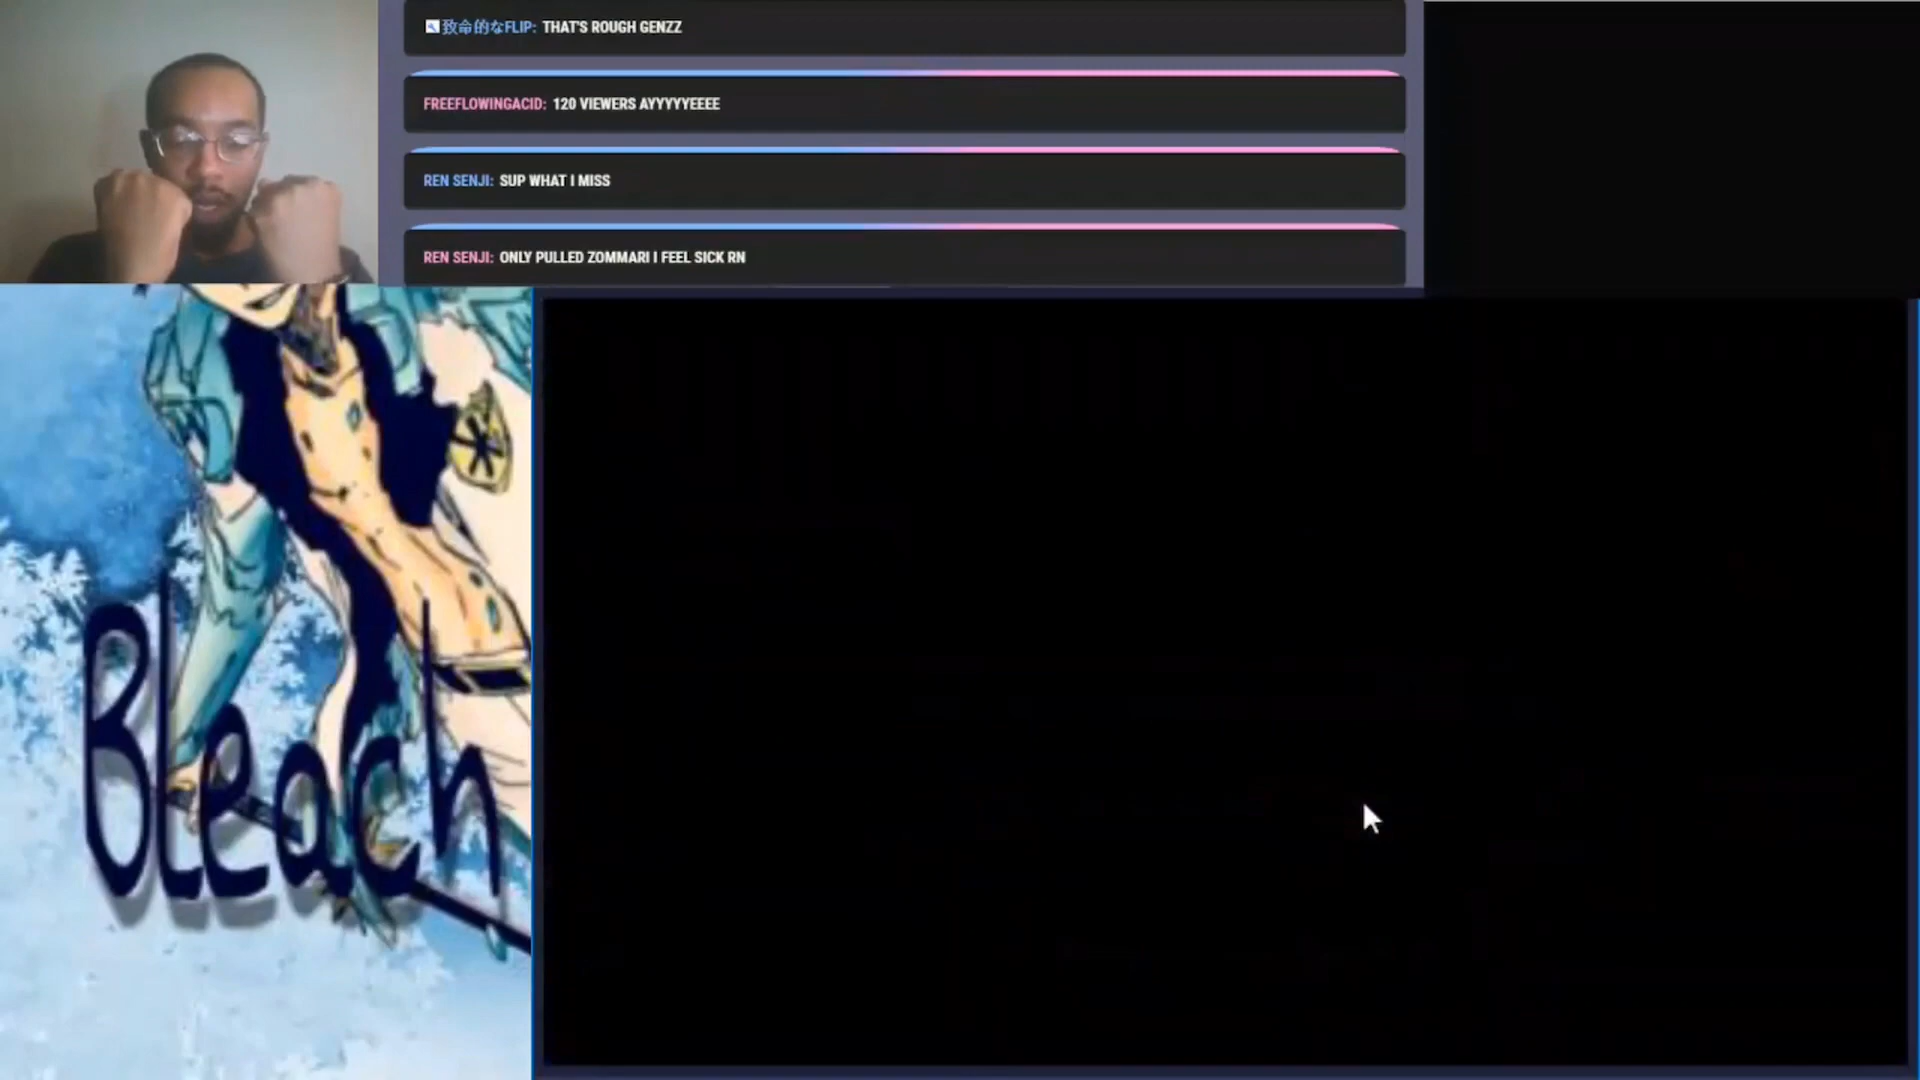 致命的なFLIP: THAT'S ROUGH GENZZ
FREEFLOWINGACID: 120 VIEWERS AYYYYYEEEE
REN SENJI: SUP WHAT I MISS
REN SENJI: ONLY PULLED ZOMMARI I FEEL SICK RN
Bleach